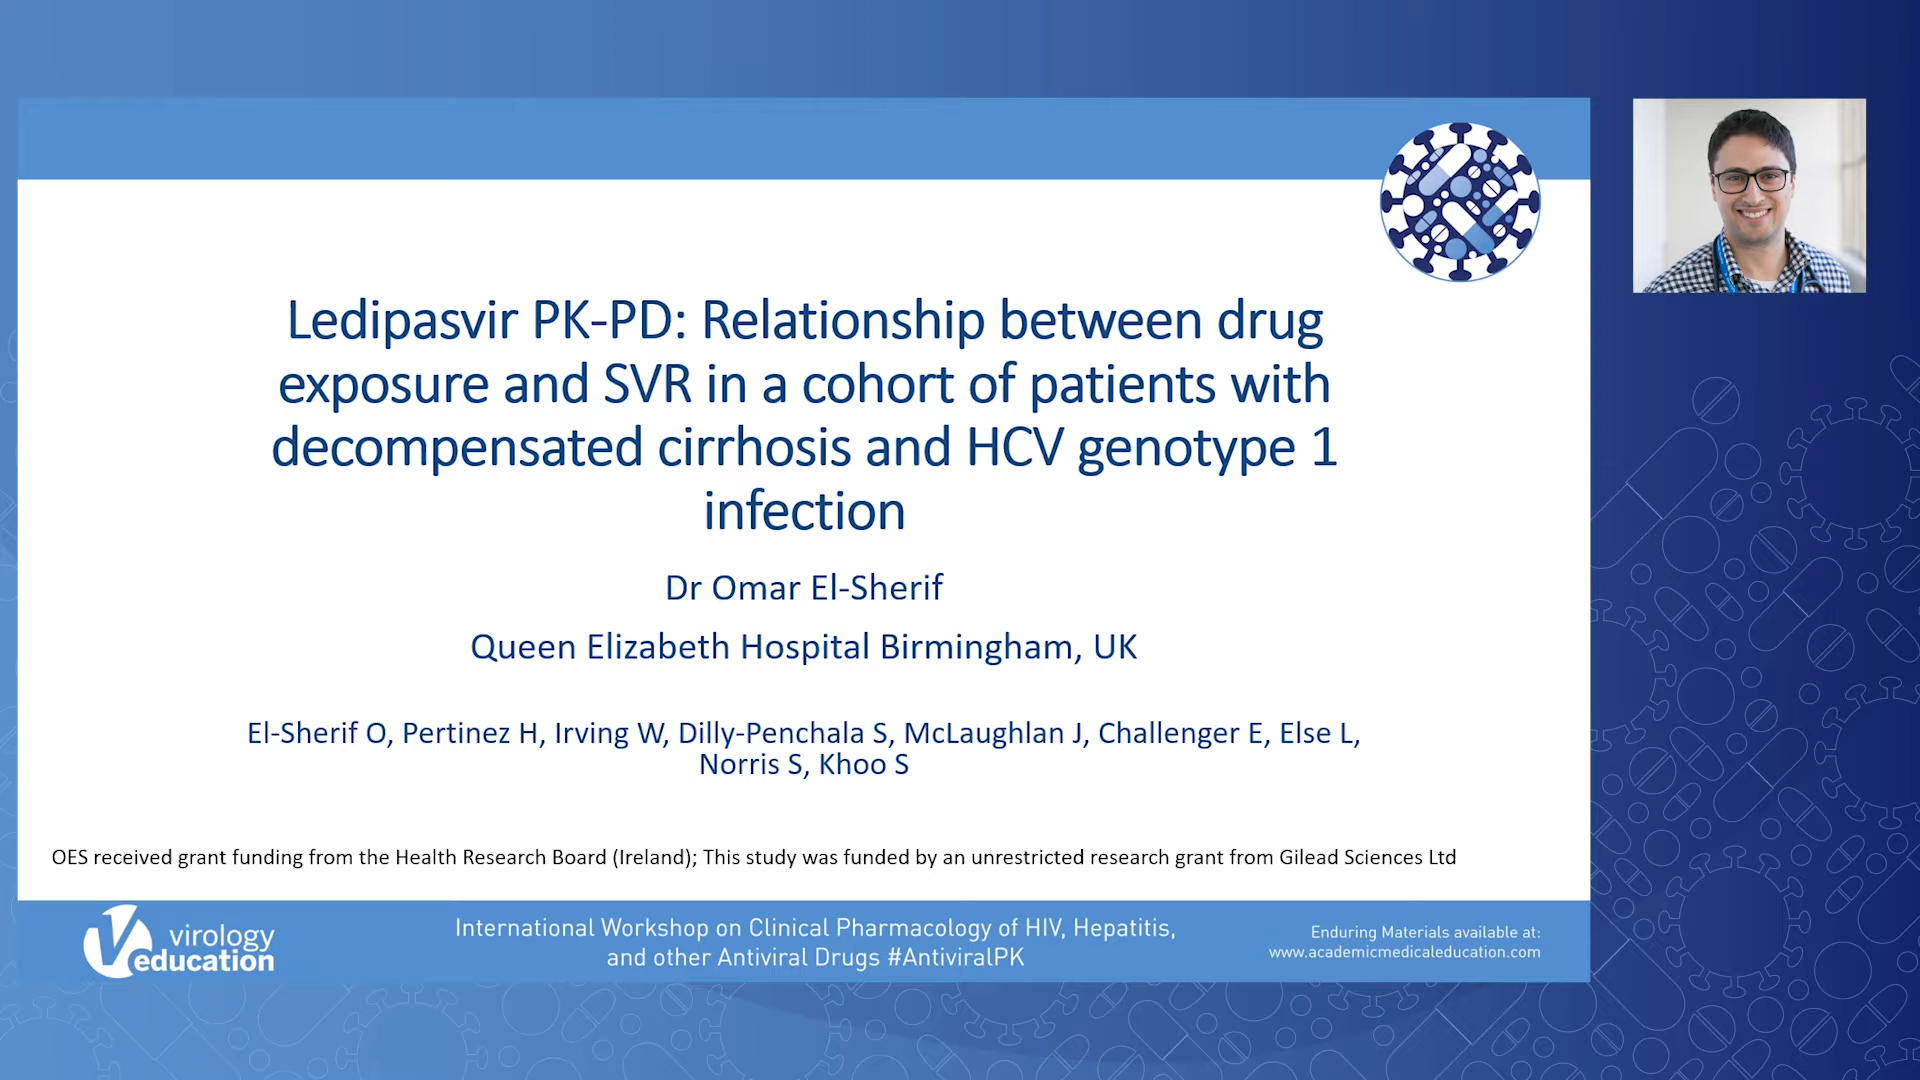 Ledipasvir PK-PD: Relationship between drug
exposure and SVR in a cohort of patients with
decompensated cirrhosis and HCV genotype 1
infection
Dr Omar El-Sherif
Queen Elizabeth Hospital Birmingham, UK
El-Sherif O, Pertinez H, Irving W, Dilly-Penchala S, McLaughlan J, Challenger E, Else L,
Norris S, Khoo S
OES received grant funding from the Health Research Board (Ireland); This study was funded by an unrestricted research grant from Gilead Sciences Ltd
virology
education
International Workshop on Clinical Pharmacology of HIV, Hepatitis,
and other Antiviral Drugs #AntiviralPK
Enduring Materials available at:
www.academicmedicaleducation.com